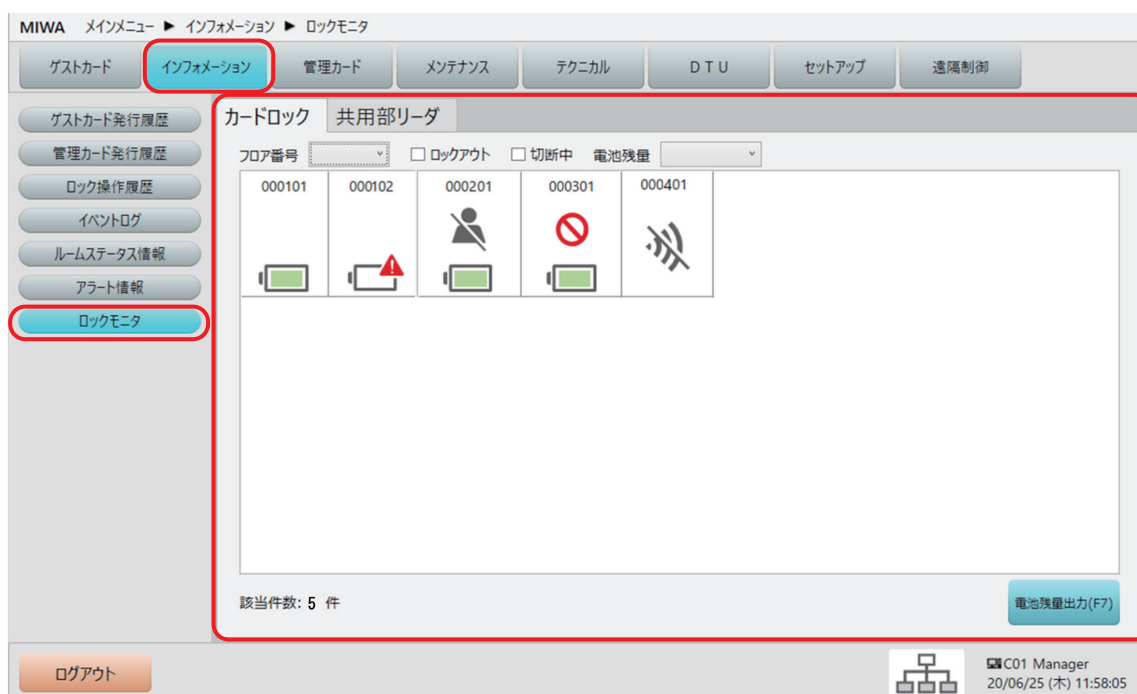 MIWA メインメニュー ▶ インフォメーション ▶ ロックモニタ
ゲストカード インフォメーション 管理カード メンテナンス テクニカル DTU セットアップ 遠隔制御
ゲストカード発行履歴
管理カード発行履歴
ロック操作履歴
イベントログ
ルームステータス情報
アラート情報
ロックモニタ
カードロック 共用部リーダ
フロア番号 ロックアウト 切断中 電池残量
000101 000102 000201 000301 000401
該当件数: 5 件
電池残量出力(F7)
ログアウト
C01 Manager
20/06/25 (木) 11:58:05